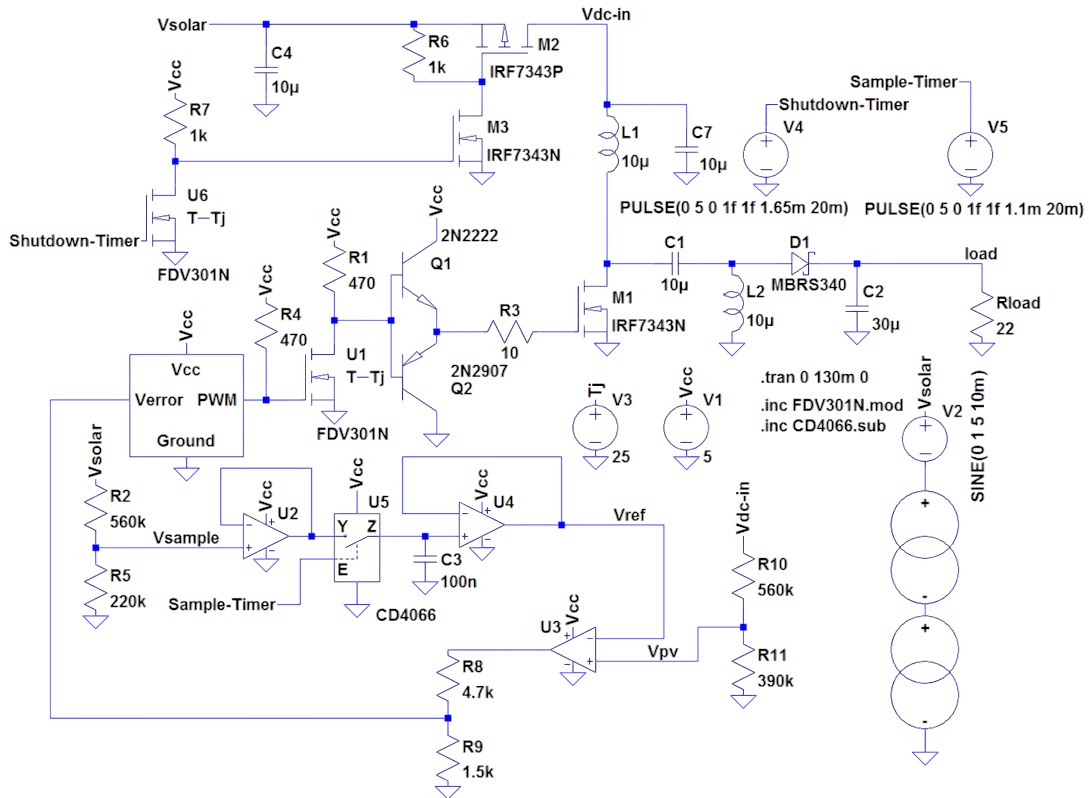 Vsolar
Vdc-in
C4
10µ
R6
1k
M2
IRF7343P
Vcc
R7
1k
M3
IRF7343N
L1
10µ
C7
10µ
Sample-Timer
Shutdown-Timer
V4
V5
PULSE(0 5 0 1f 1f 1.65m 20m)
PULSE(0 5 0 1f 1f 1.1m 20m)
U6
T—Tj
Shutdown-Timer
FDV301N
Vcc
R1
470
Vcc
2N2222
Q1
Vcc
R4
470
U1
T—Tj
FDV301N
2N2907
Q2
R3
10
M1
IRF7343N
C1
10µ
L2
10µ
D1
MBRS340
C2
30µ
load
Rload
22
Vcc
Vcc
Verror
PWM
Ground
Tj
V3
25
Vcc
V1
5
.tran 0 130m 0
.inc FDV301N.mod
.inc CD4066.sub
Vsolar
V2
SINE(0 1 5 10m)
Vsolar
R2
560k
Vsample
R5
220k
Vcc
U2
Vcc
U5
Y
Z
E
CD4066
Sample-Timer
C3
100n
Vcc
U4
Vref
Vdc-in
R10
560k
Vpv
R11
390k
Vcc
U3
R8
4.7k
R9
1.5k